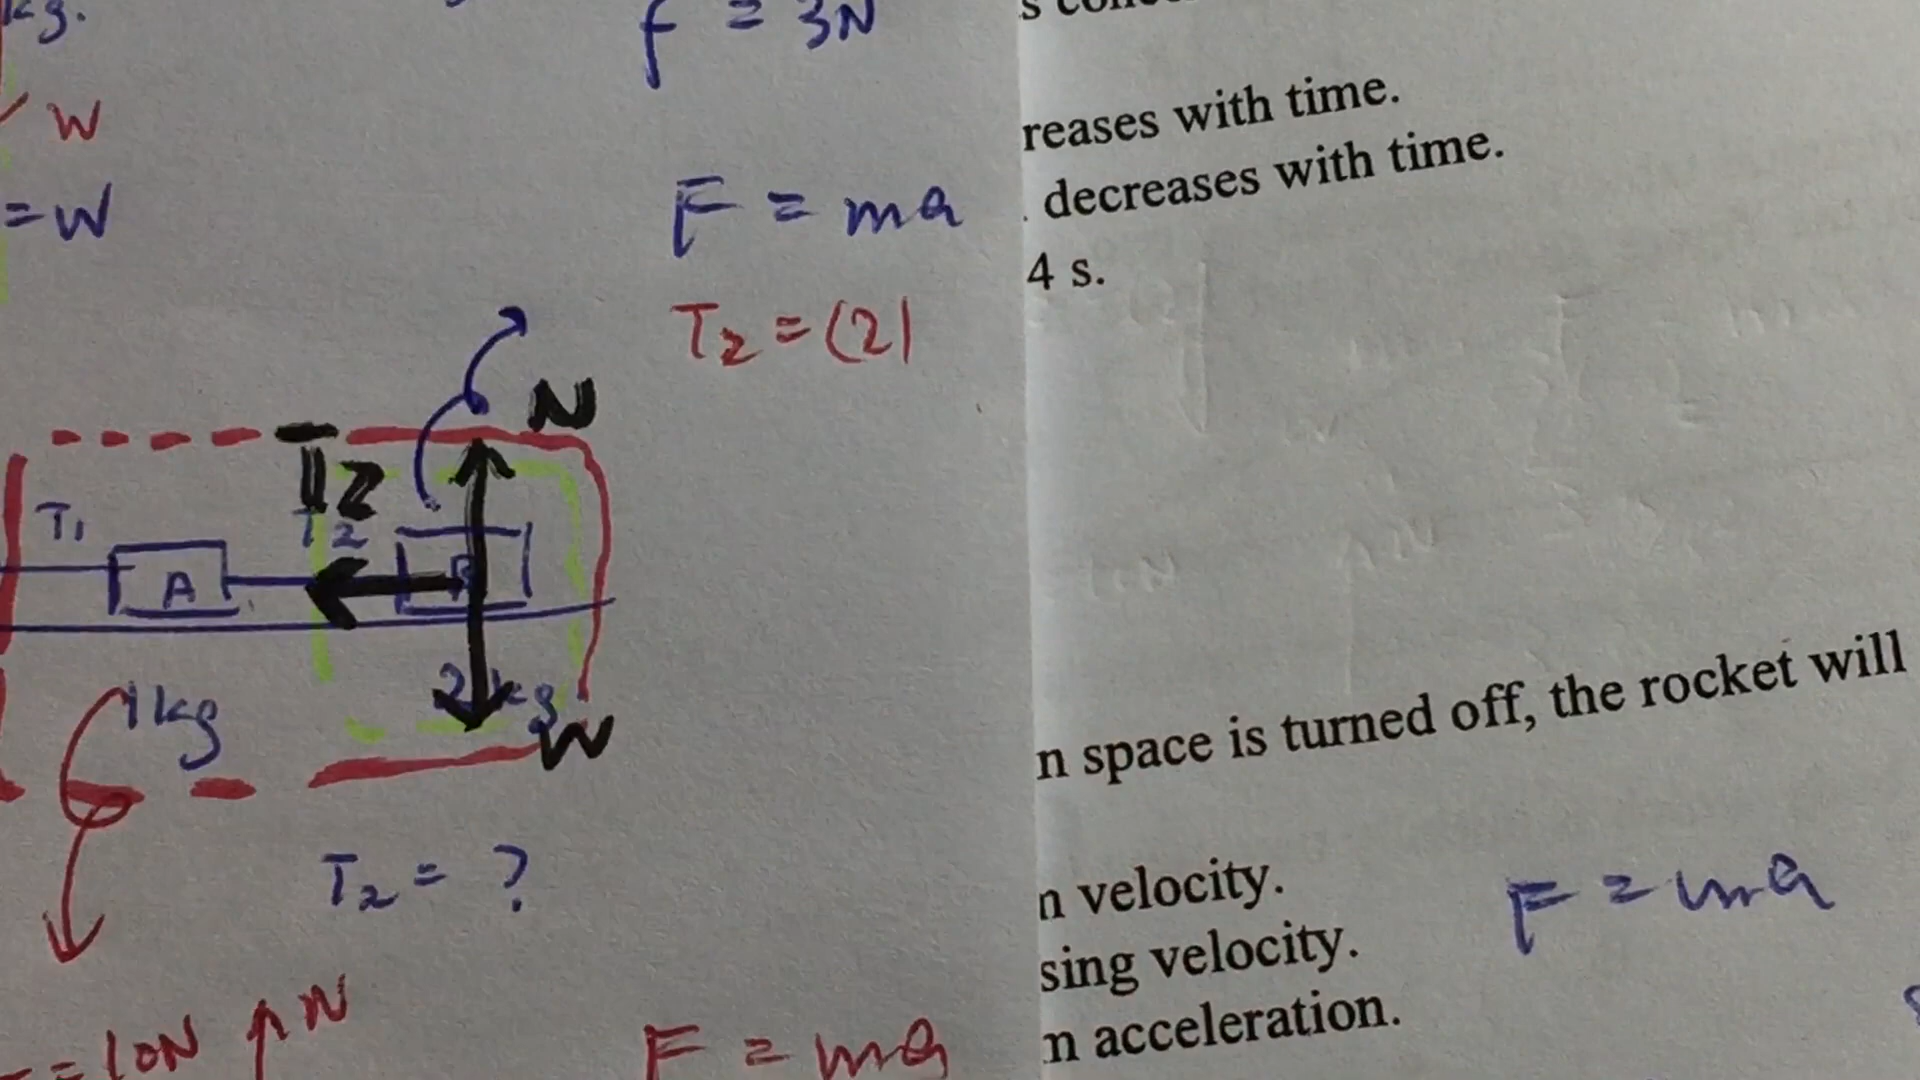 kg.
f = 3N
W
= W
F = ma
T2 = (2)
N
T2
T1
T2
A
B
1kg
2kg
W
T2 = ?
= 10N
N
F = ma
reases with time.
. decreases with time.
4 s.
n space is turned off, the rocket will
n velocity.
F = ma
sing velocity.
n acceleration.